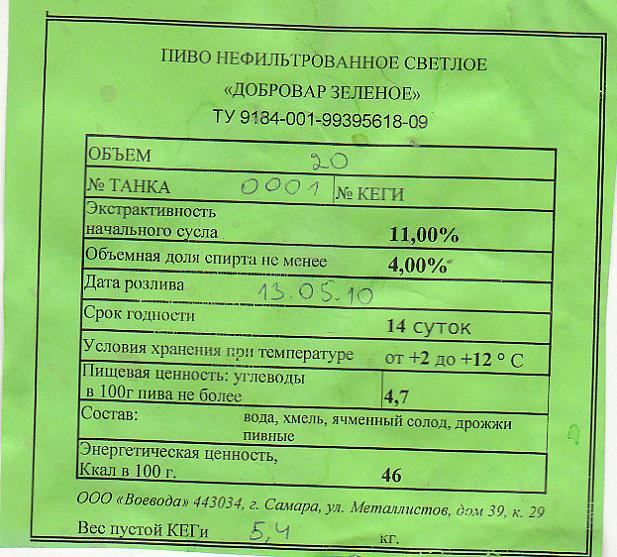 ПИВО НЕФИЛЬТРОВАННОЕ СВЕТЛОЕ
«ДОБРОВАР ЗЕЛЕНОЕ»
ТУ 9184-001-99395618-09
ОБЪЕМ 20
№ ТАНКА 0001 № КЕГИ
Экстрактивность
начального сусла 11,00%
Объемная доля спирта не менее 4,00%
Дата розлива 13.05.10
Срок годности 14 суток
Условия хранения при температуре от +2 до +12 ° С
Пищевая ценность: углеводы
в 100г пива не более 4,7
Состав: вода, хмель, ячменный солод, дрожжи
пивные
Энергетическая ценность,
Ккал в 100 г. 46
ООО «Воевода» 443034, г. Самара, ул. Металлистов, дом 39, к. 29
Вес пустой КЕГи 5,4 кг.